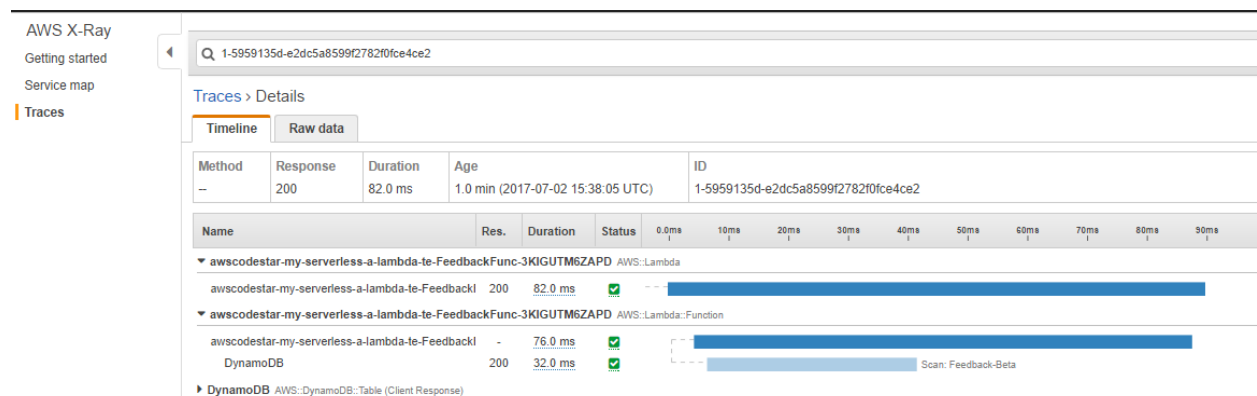 AWS X-Ray
Getting started
Service map
Traces
1-5959135d-e2dc5a8599f2782f0fce4ce2
Traces > Details
Timeline Raw data
Method Response Duration Age ID
-- 200 82.0 ms 1.0 min (2017-07-02 15:38:05 UTC) 1-5959135d-e2dc5a8599f2782f0fce4ce2
Name Res. Duration Status 0.0ms 10ms 20ms 30ms 40ms 50ms 60ms 70ms 80ms 90ms
awscodestar-my-serverless-a-lambda-te-FeedbackFunc-3KIGUTM6ZAPD AWS::Lambda
awscodestar-my-serverless-a-lambda-te-Feedbackl 200 82.0 ms
awscodestar-my-serverless-a-lambda-te-FeedbackFunc-3KIGUTM6ZAPD AWS::Lambda::Function
awscodestar-my-serverless-a-lambda-te-Feedbackl - 76.0 ms
DynamoDB 200 32.0 ms Scan: Feedback-Beta
DynamoDB AWS::DynamoDB::Table (Client Response)